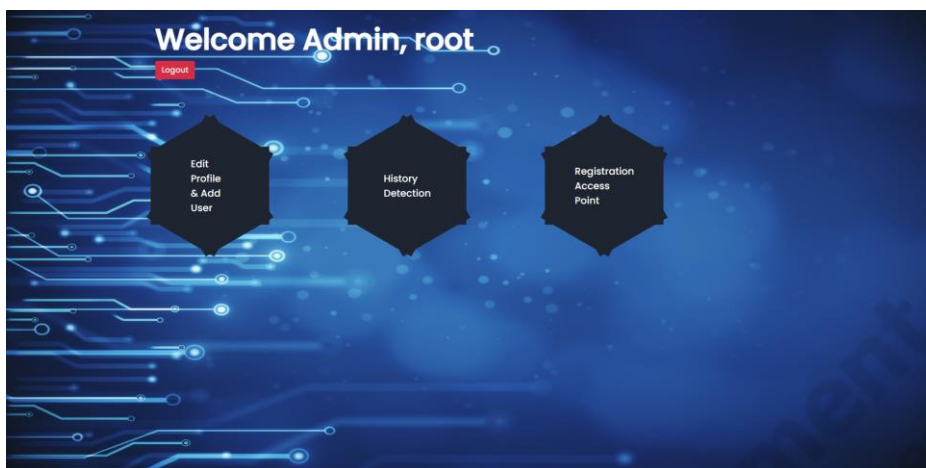 Welcome Admin, root
Logout
Edit
Profile
& Add
User
History
Detection
Registration
Access
Point